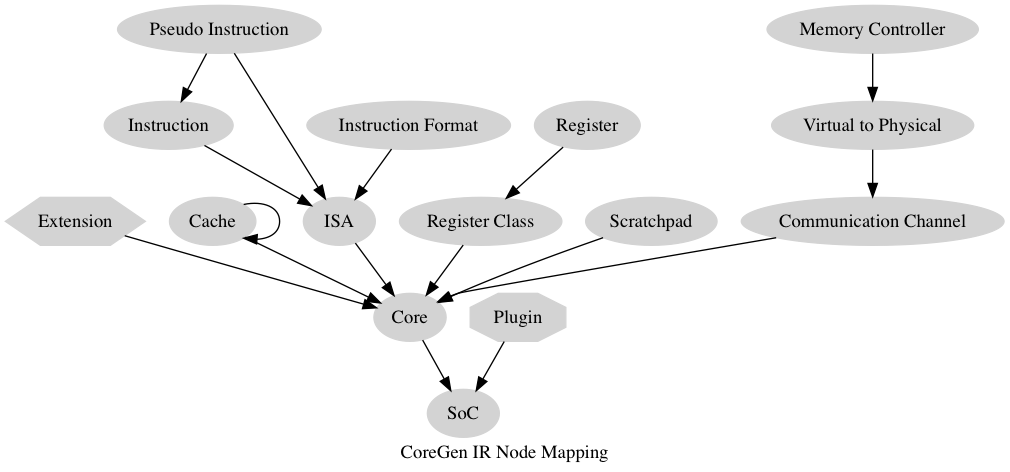 Pseudo Instruction
Memory Controller
Instruction
Instruction Format
Register
Virtual to Physical
Extension
Cache
ISA
Register Class
Scratchpad
Communication Channel
Core
Plugin
SoC
CoreGen IR Node Mapping